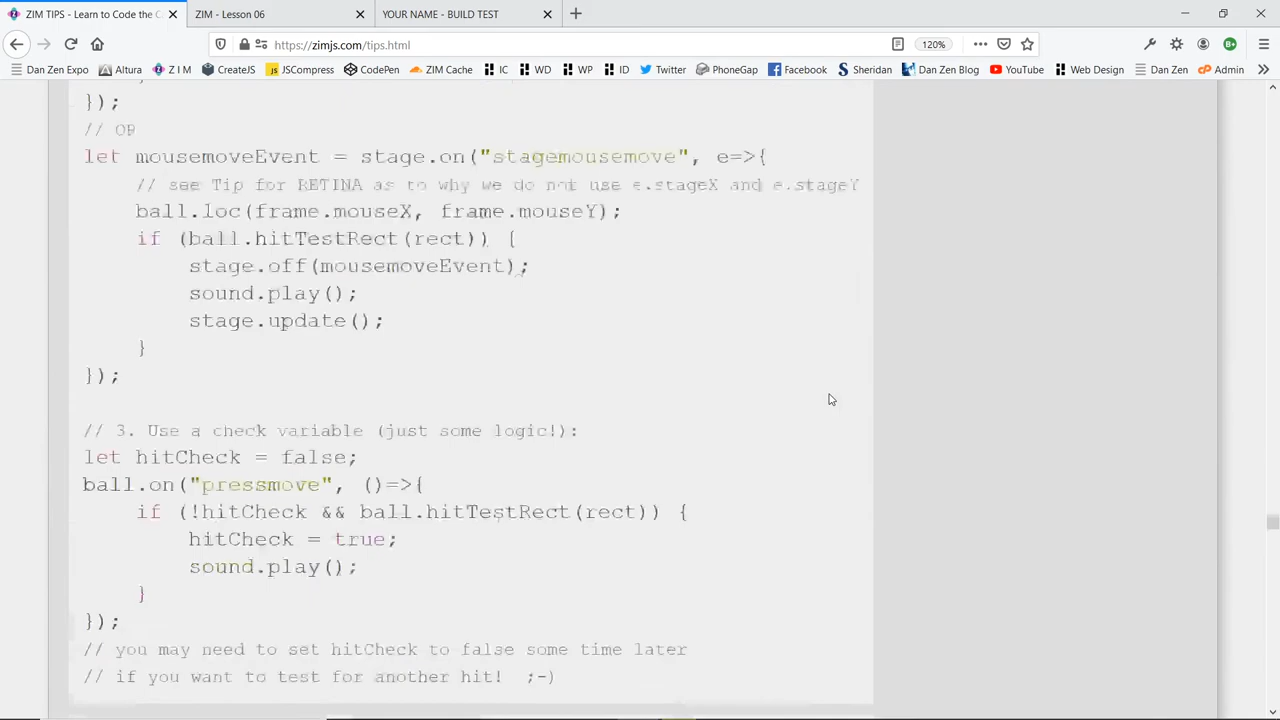 ZIM TIPS - Learn to Code the C
ZIM - Lesson 06
YOUR NAME - BUILD TEST
https://zimjs.com/tips.html
120%
Dan Zen Expo
Altura
Z I M
CreateJS
JSCompress
CodePen
ZIM Cache
IC
WD
WP
ID
Twitter
PhoneGap
Facebook
Sheridan
Dan Zen Blog
YouTube
Web Design
Dan Zen
Admin
});
// OR
let mousemoveEvent = stage.on("stagemousemove", e=>{
// see Tip for RETINA as to why we do not use e.stageX and e.stageY
ball.loc(frame.mouseX, frame.mouseY);
if (ball.hitTestRect(rect)) {
stage.off(mousemoveEvent);
sound.play();
stage.update();
}
});
// 3. Use a check variable (just some logic!):
let hitCheck = false;
ball.on("pressmove", ()=>{
if (!hitCheck && ball.hitTestRect(rect)) {
hitCheck = true;
sound.play();
}
});
// you may need to set hitCheck to false some time later
// if you want to test for another hit!  ;-)